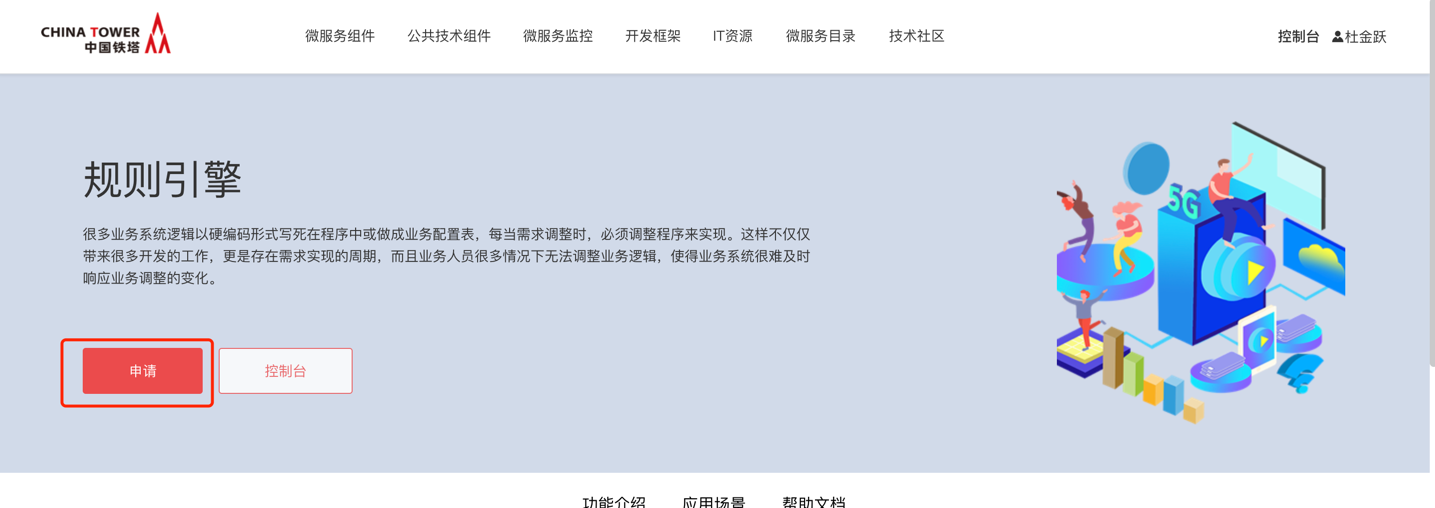 CHINA TOWER
中国铁塔
微服务组件 公共技术组件 微服务监控 开发框架 IT资源 微服务目录 技术社区
控制台 杜金跃
规则引擎
很多业务系统逻辑以硬编码形式写死在程序中或做成业务配置表，每当需求调整时，必须调整程序来实现。这样不仅仅
带来很多开发的工作，更是存在需求实现的周期，而且业务人员很多情况下无法调整业务逻辑，使得业务系统很难及时
响应业务调整的变化。
5G
申请 控制台
功能介绍 应用场景 帮助文档